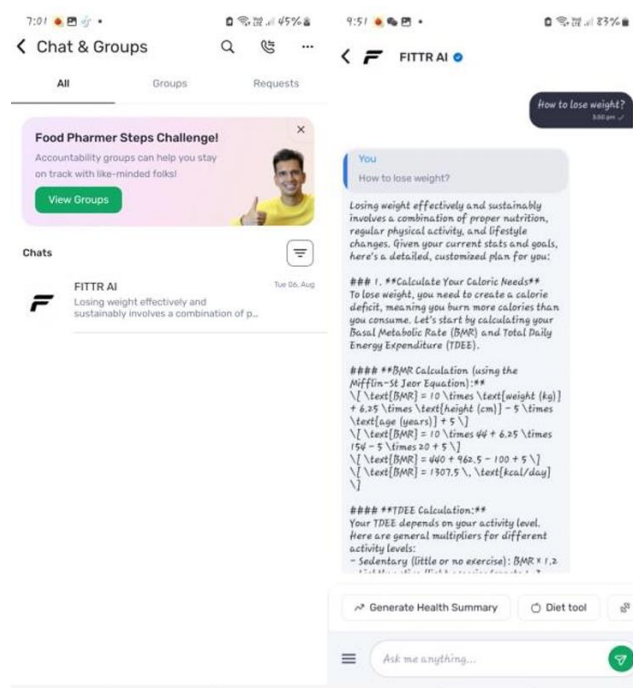 7:01
45%
Chat & Groups
All
Groups
Requests
Food Pharmer Steps Challenge!
Accountability groups can help you stay
on track with like-minded folks!
View Groups
Chats
FITTR AI
Tue 06, Aug
Losing weight effectively and
sustainably involves a combination of p...
9:51
83%
FITTR AI
How to lose weight?
You
How to lose weight?
Losing weight effectively and sustainably
involves a combination of proper nutrition,
regular physical activity, and lifestyle
changes. Given your current stats and goals,
here's a detailed, customized plan for you:
### 1. **Calculate Your Caloric Needs**
To lose weight, you need to create a calorie
deficit, meaning you burn more calories than
you consume. Let's start by calculating your
Basal Metabolic Rate (BMR) and Total Daily
Energy Expenditure (TDEE).
#### **BMR Calculation (using the
Mifflin-St Jeor Equation):**
\[ \text{BMR} = 10 \times \text{weight (kg)}
+ 6.25 \times \text{height (cm)} - 5 \times
\text{age (years)} + 5 \]
\[ \text{BMR} = 10 \times 44 + 6.25 \times
154 - 5 \times 20 + 5 \]
\[ \text{BMR} = 440 + 962.5 - 100 + 5 \]
\[ \text{BMR} = 1307.5 \, \text{kcal/day}
\]
#### **TDEE Calculation:**
Your TDEE depends on your activity level.
Here are general multipliers for different
activity levels:
- Sedentary (little or no exercise): BMR × 1.2
Generate Health Summary
Diet tool
Ask me anything...